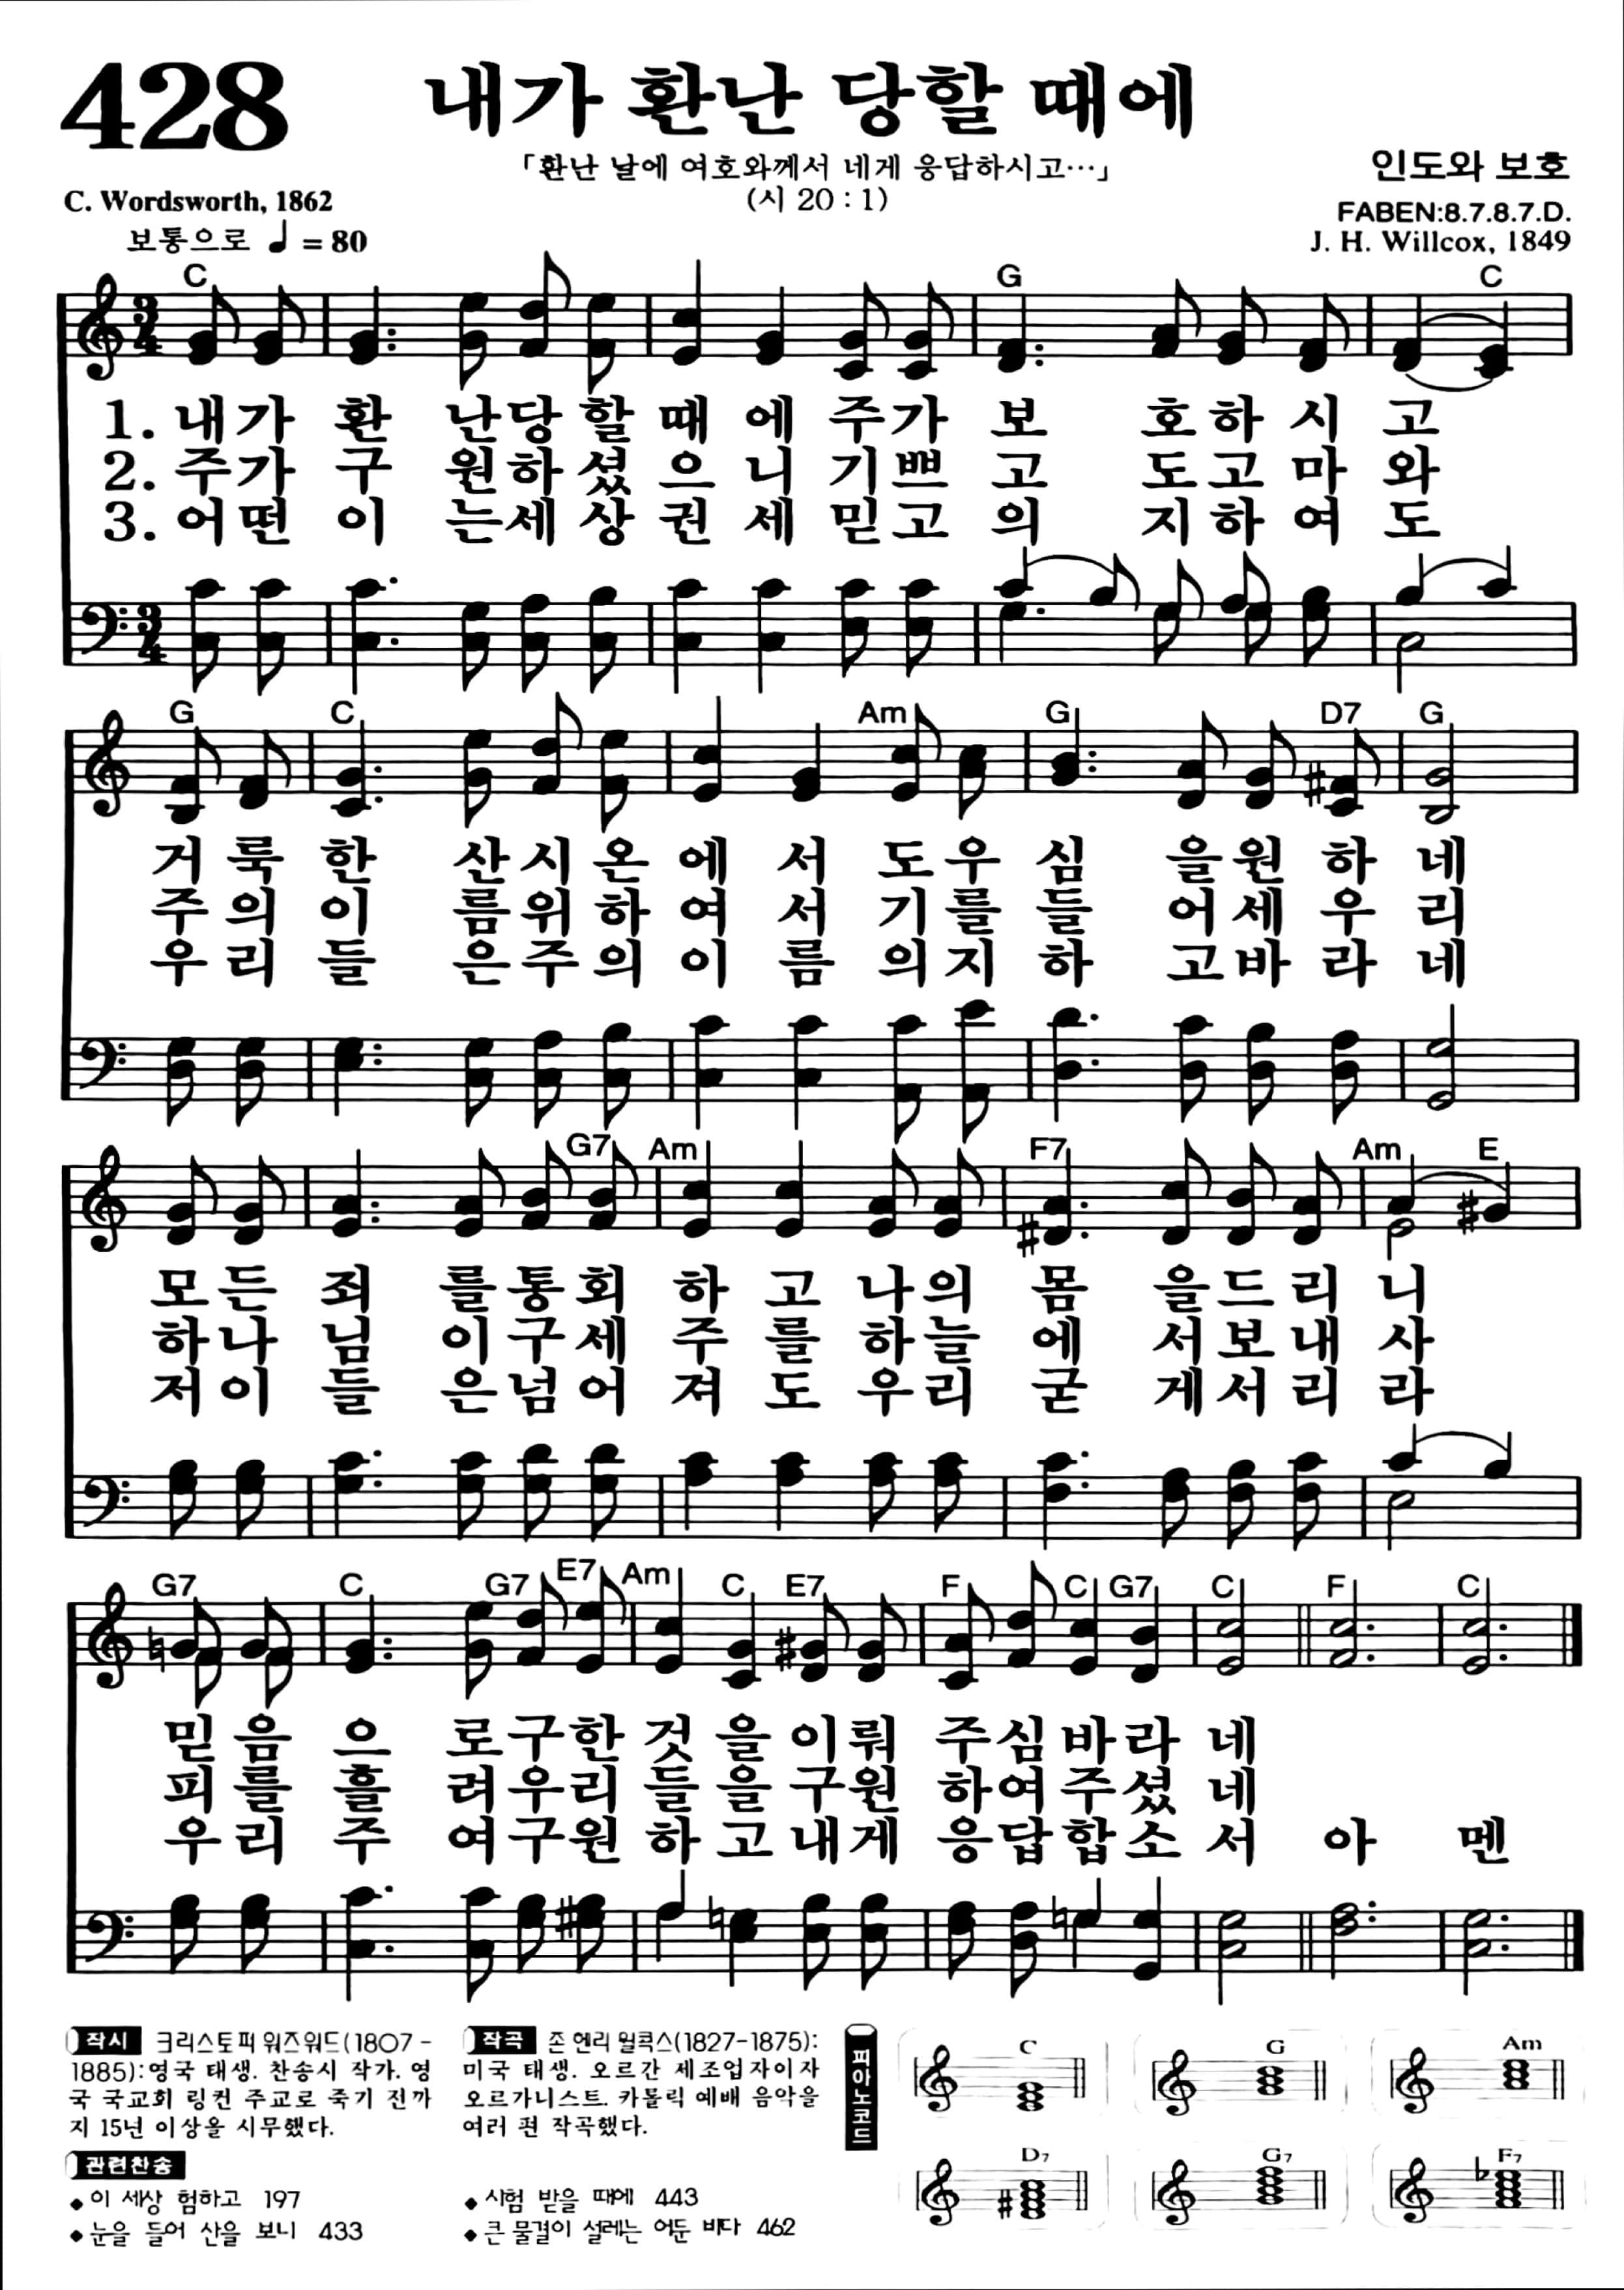 428
내가 환난 당할 때에
「환난 날에 여호와께서 네게 응답하시고…」
(시 20 : 1)
인도와 보호
C. Wordsworth, 1862
FABEN:8.7.8.7.D.
보통으로 ♩ = 80
J. H. Willcox, 1849
C G C
3/4
1. 내가 환 난당 할 때 에 주가 보 호하 시 고
2. 주가 구 원하 셨 으 니 기쁘 고 도고 마 와
3. 어떤 이 는세 상 권 세 믿고 의 지하 여 도
3/4
G C Am G D7 G
거 룩 한 산시 온 에 서 도우 심 을원 하 네
주의 이 름위 하 여 서 기를 들 어세 우 리
우리 들 은주 의 이 름 의지 하 고바 라 네
G7 Am F7 Am E
모든 죄 를통 회 하 고 나의 몸 을드 리 니
하나 님 이구 세 주 를 하늘 에 서보 내 사
저이 들 은넘 어 져 도 우리 굳 게서 리 라
G7 C G7 E7 Am C E7 F C G7 C F C
믿음 으 로구한 것 을 이뤄 주심바라 네
피를 흘 려우리 들 을 구원 하여주셨 네
우리 주 여구원 하 고 내게 응답합소 서 아 멘
작시 크리스토퍼 워즈워드(1807-
1885):영국 태생. 찬송시 작가. 영
국 국교회 링컨 주교로 죽기 전까
지 15년 이상을 시무했다.
작곡 존 헨리 윌콕스(1827-1875):
미국 태생. 오르간 제조업자이자
오르가니스트. 카톨릭 예배 음악을
여러 편 작곡했다.
관련찬송
◆이 세상 험하고 197
◆눈을 들어 산을 보니 433
◆시험 받을 때에 443
◆큰 물결이 설레는 어둔 바다 462
피아노코드
C G Am
D7 G7 F7